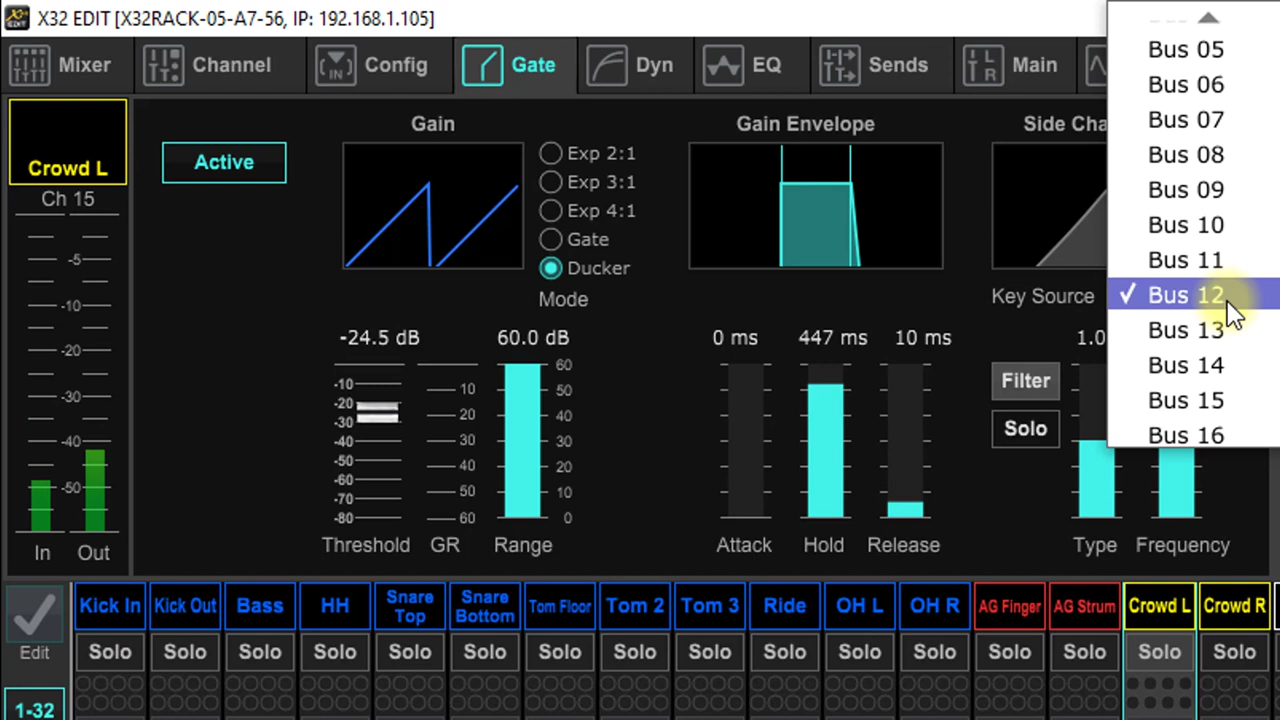 X32 EDIT [X32RACK-05-A7-56, IP: 192.168.1.105]
Mixer Channel Config Gate Dyn EQ Sends Main
Crowd L
Ch 15
-5
-10
-20
-30
-40
-50
In Out
Active
Gain
Exp 2:1
Exp 3:1
Exp 4:1
Gate
Ducker
Mode
-24.5 dB 60.0 dB
-10
-20
-30
-40
-50
-60
-70
-80
10
20
30
40
50
60
60
50
40
30
20
10
0
Threshold GR Range
Gain Envelope
0 ms 447 ms 10 ms
Attack Hold Release
Side Cha
Key Source
1.0
Filter
Solo
Type Frequency
Bus 05
Bus 06
Bus 07
Bus 08
Bus 09
Bus 10
Bus 11
Bus 12
Bus 13
Bus 14
Bus 15
Bus 16
Edit
1-32
Kick In Kick Out Bass HH Snare Top Snare Bottom Tom Floor Tom 2 Tom 3 Ride OH L OH R AG Finger AG Strum Crowd L Crowd R
Solo Solo Solo Solo Solo Solo Solo Solo Solo Solo Solo Solo Solo Solo Solo Solo